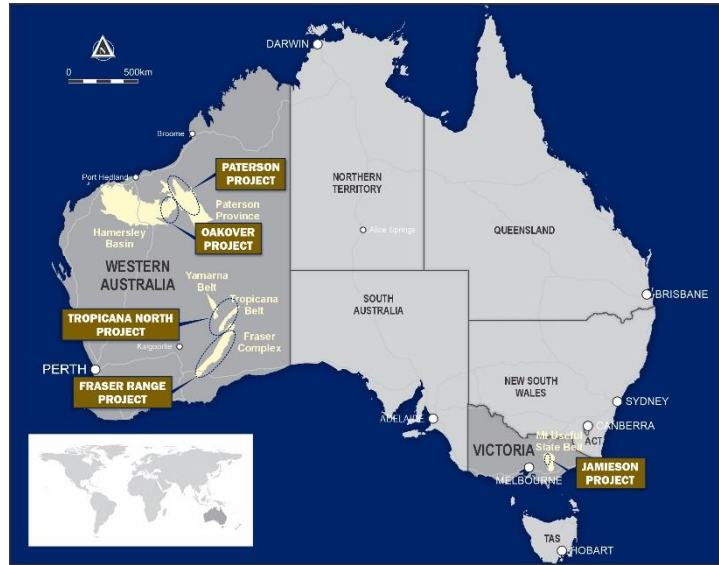 DARWIN
N
0 500km
Broome
Port Hedland
PATERSON
PROJECT
Paterson
Province
Hamersley
Basin
OAKOVER
PROJECT
WESTERN
AUSTRALIA
NORTHERN
TERRITORY
Alice Springs
QUEENSLAND
BRISBANE
Yamarna
Belt
Tropicana
Belt
TROPICANA NORTH
PROJECT
Kalgoorlie
Fraser
Complex
PERTH
FRASER RANGE
PROJECT
SOUTH
AUSTRALIA
NEW SOUTH
WALES
SYDNEY
CANBERRA
ACT
ADELAIDE
VICTORIA
Mt Useful
Slate Belt
MELBOURNE
JAMIESON
PROJECT
TAS
HOBART